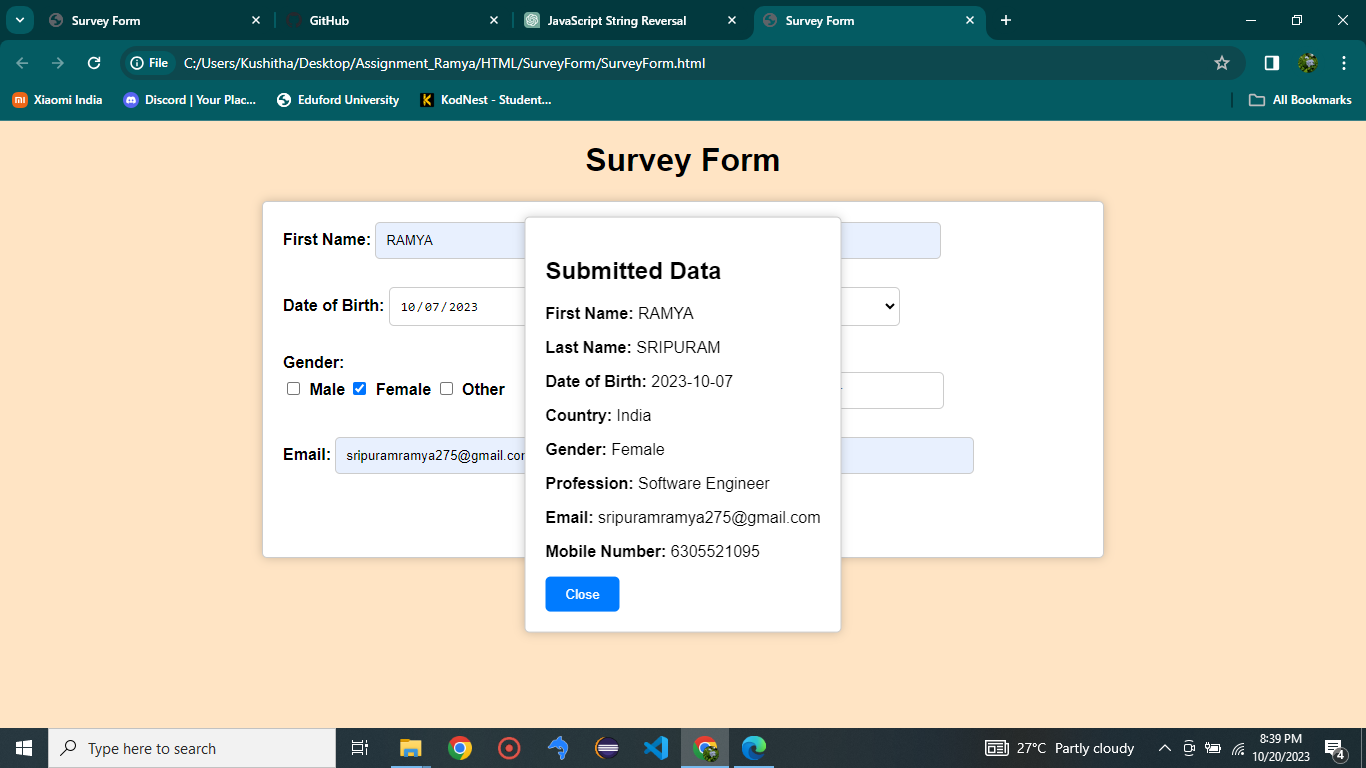 Survey Form
GitHub
JavaScript String Reversal
Survey Form
File
C:/Users/Kushitha/Desktop/Assignment_Ramya/HTML/SurveyForm/SurveyForm.html
Xiaomi India
Discord | Your Plac...
Eduford University
KodNest - Student...
All Bookmarks
Survey Form
First Name: RAMYA
Date of Birth: 10/07/2023
Gender:
Male Female Other
Email: sripuramramya275@gmail.com
Submitted Data
First Name: RAMYA
Last Name: SRIPURAM
Date of Birth: 2023-10-07
Country: India
Gender: Female
Profession: Software Engineer
Email: sripuramramya275@gmail.com
Mobile Number: 6305521095
Close
Type here to search
27°C Partly cloudy
8:39 PM
10/20/2023
4